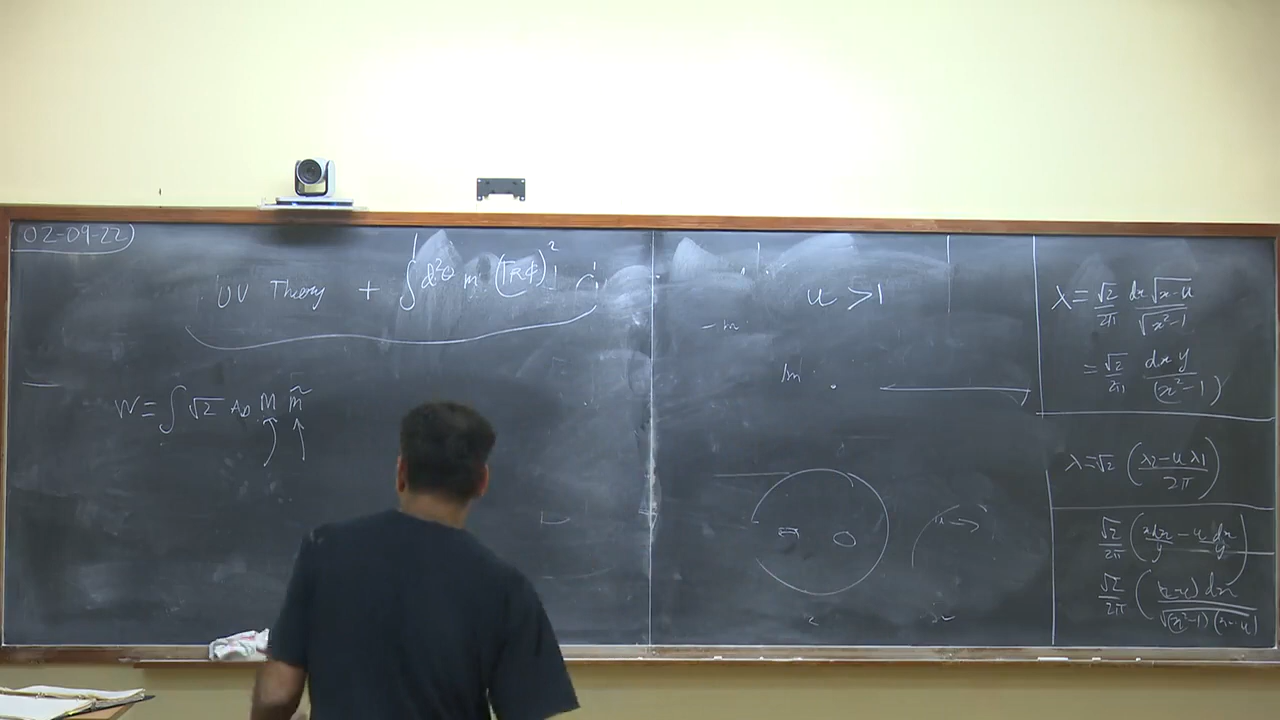 02-09-22
UV Theory + ∫ d²θ m (Tr φ)²
W = ∫ √2 A_D M M̃
u > 1
λ = √2/2π dx √(x-u) / √(x²-1)
= √2/2π dx y / (x²-1)
λ = √2 ( (λ2 - u λ1) / 2π )
√2/2π ( x dx/y - u dx/y )
√2/2π ( (x-u) dx / √((x²-1)(x-u)) )